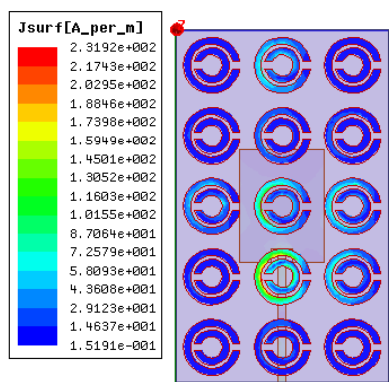 Jsurf[A_per_m]
2.3192e+002
2.1743e+002
2.0295e+002
1.8846e+002
1.7398e+002
1.5949e+002
1.4501e+002
1.3052e+002
1.1603e+002
1.0155e+002
8.7064e+001
7.2579e+001
5.8093e+001
4.3608e+001
2.9123e+001
1.4637e+001
1.5191e-001